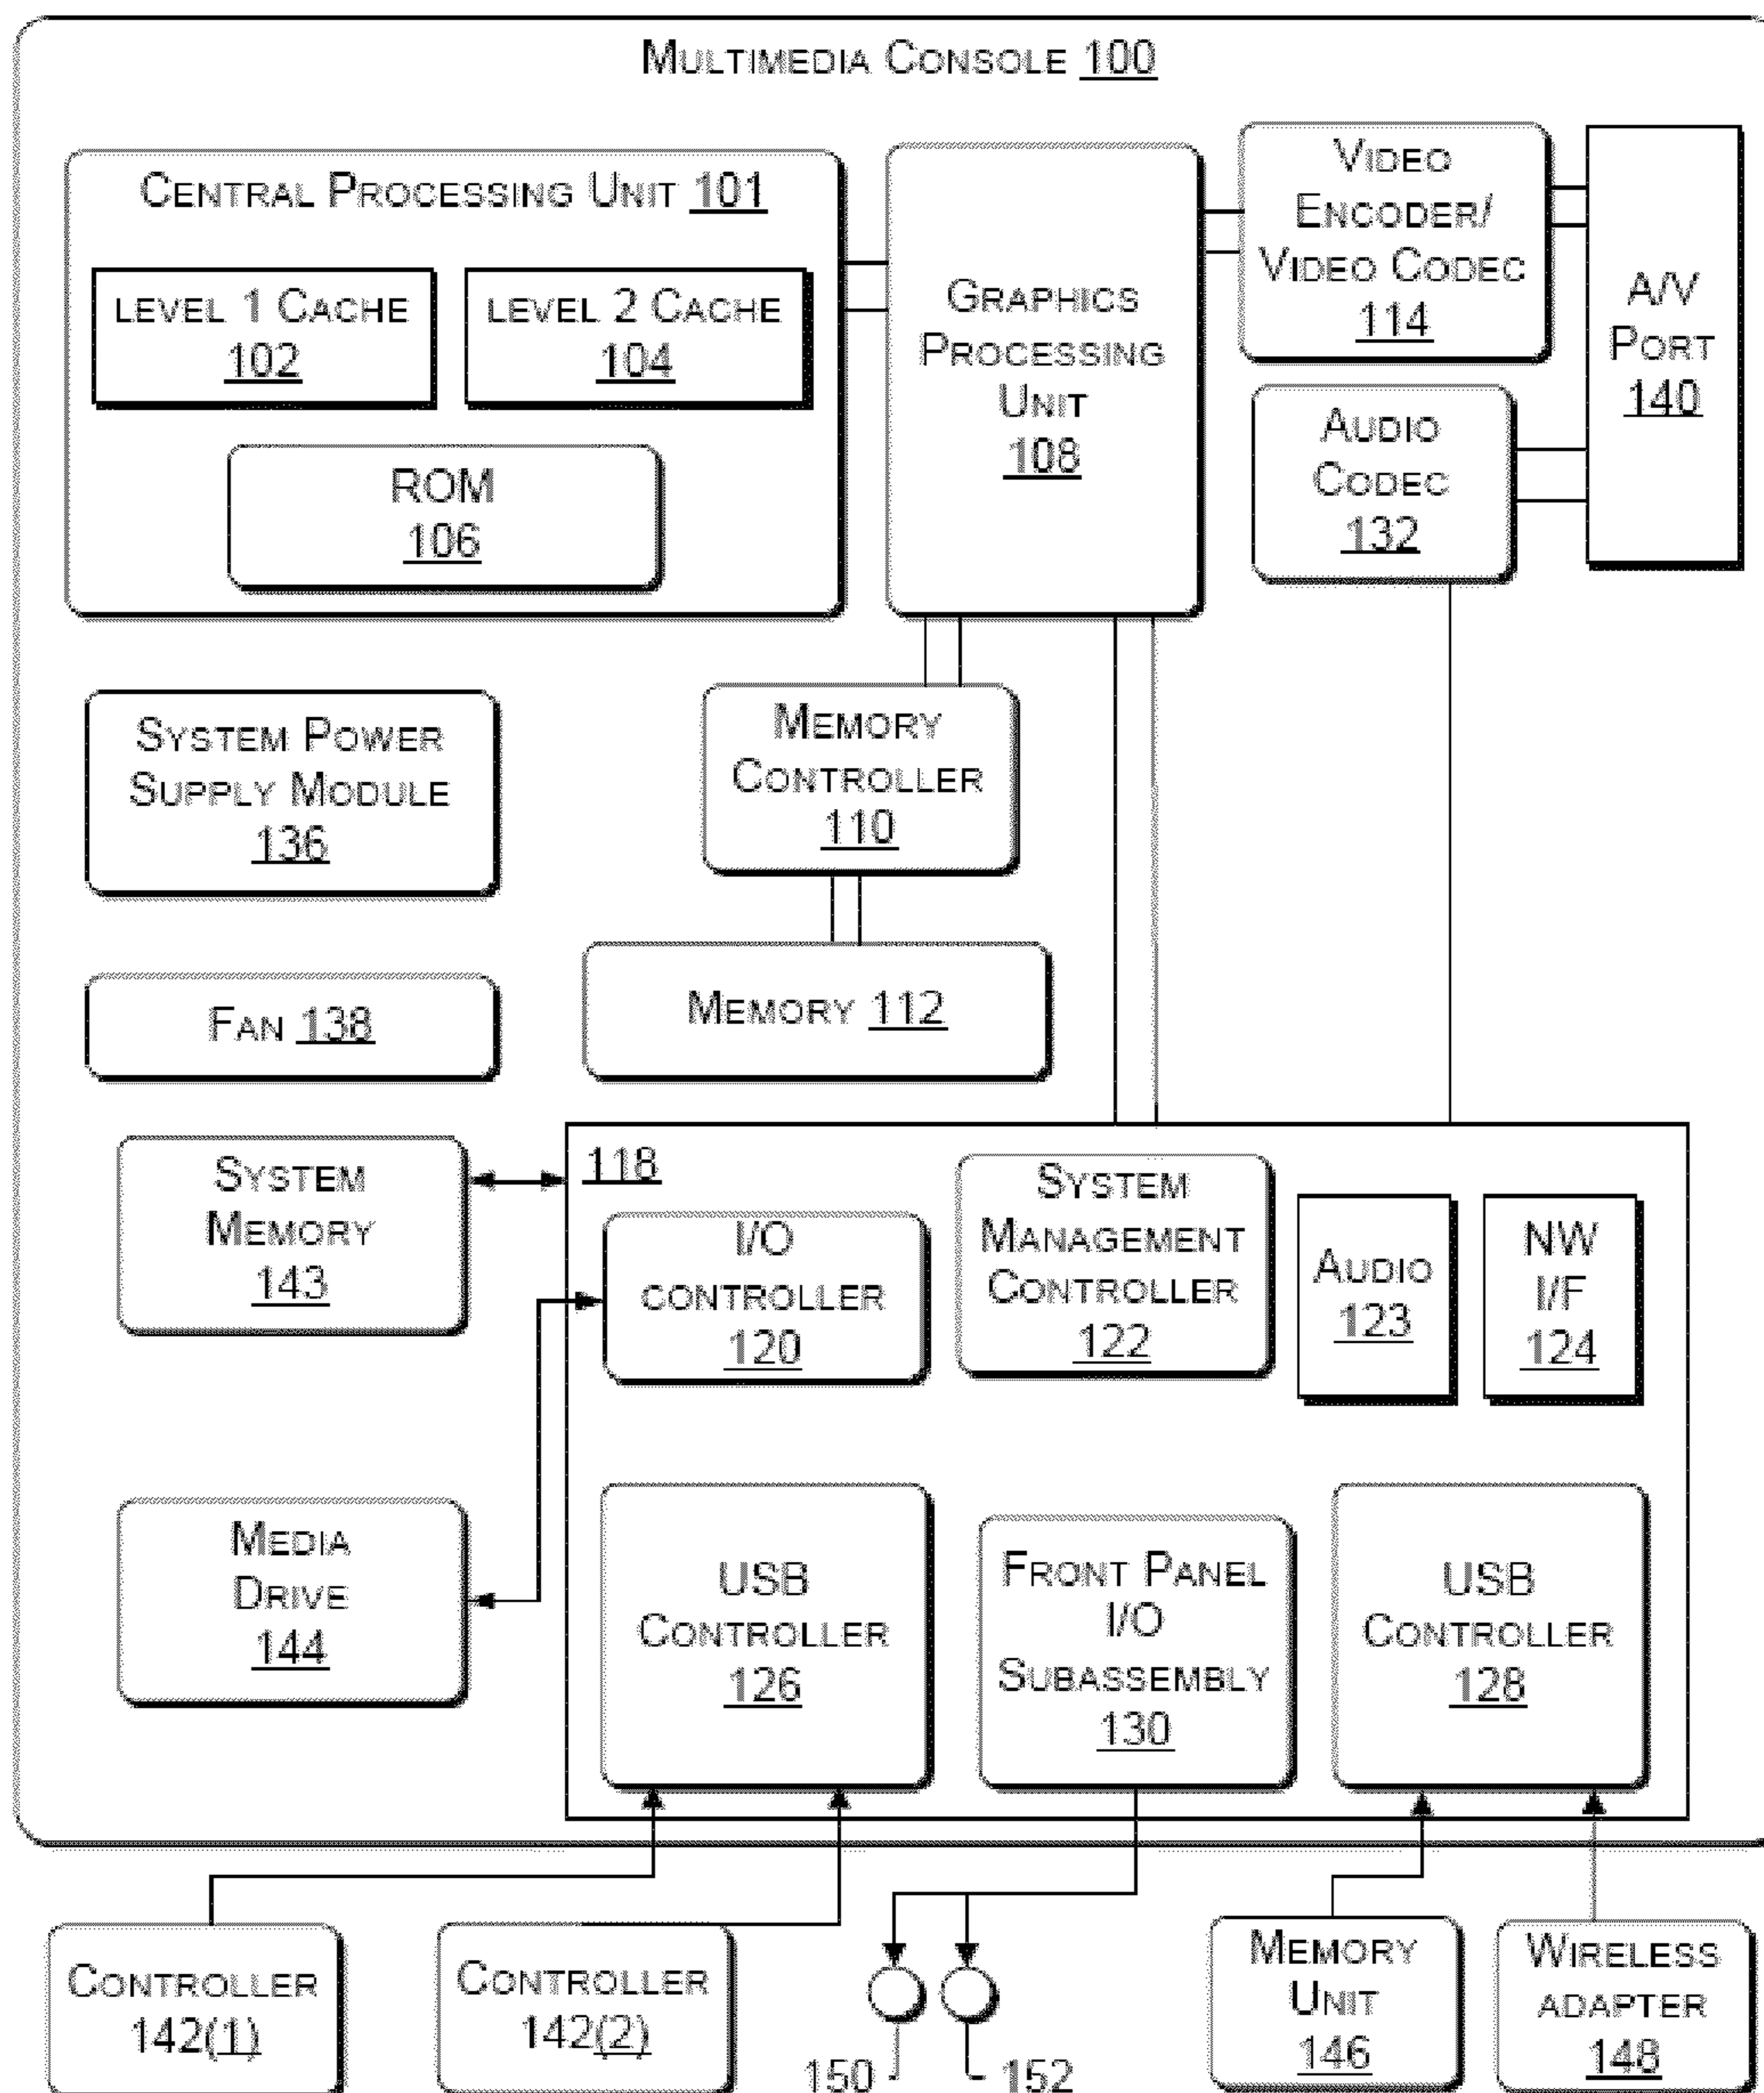 MULTIMEDIA CONSOLE 100
CENTRAL PROCESSING UNIT 101
LEVEL 1 CACHE
102
LEVEL 2 CACHE
104
ROM
106
GRAPHICS
PROCESSING
UNIT
108
VIDEO
ENCODER/
VIDEO CODEC
114
A/V
PORT
140
AUDIO
CODEC
132
SYSTEM POWER
SUPPLY MODULE
136
MEMORY
CONTROLLER
110
FAN 138
MEMORY 112
SYSTEM
MEMORY
143
118
I/O
CONTROLLER
120
SYSTEM
MANAGEMENT
CONTROLLER
122
AUDIO
123
NW
I/F
124
MEDIA
DRIVE
144
USB
CONTROLLER
126
FRONT PANEL
I/O
SUBASSEMBLY
130
USB
CONTROLLER
128
CONTROLLER
142(1)
CONTROLLER
142(2)
150
152
MEMORY
UNIT
146
WIRELESS
ADAPTER
148